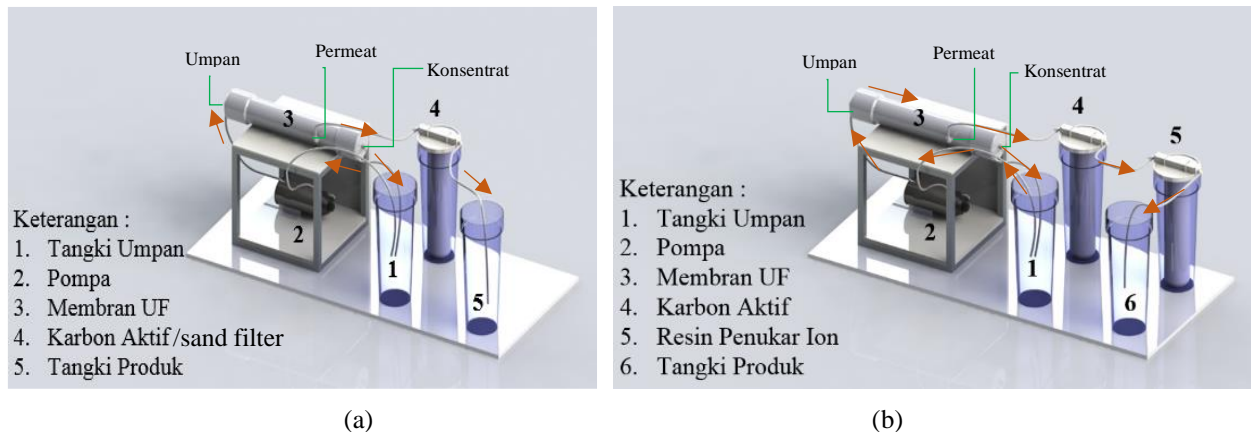 Umpan
Permeat
Konsentrat
3
4
2
1
5
Keterangan :
1. Tangki Umpan
2. Pompa
3. Membran UF
4. Karbon Aktif/sand filter
5. Tangki Produk
(a)
Umpan
Permeat
Konsentrat
3
4
5
2
1
6
Keterangan :
1. Tangki Umpan
2. Pompa
3. Membran UF
4. Karbon Aktif
5. Resin Penukar Ion
6. Tangki Produk
(b)